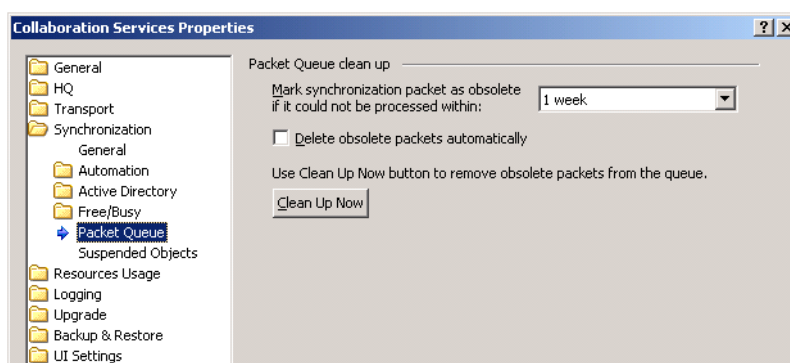 Collaboration Services Properties
General
HQ
Transport
Synchronization
General
Automation
Active Directory
Free/Busy
Packet Queue
Suspended Objects
Resources Usage
Logging
Upgrade
Backup & Restore
UI Settings
Packet Queue clean up
Mark synchronization packet as obsolete
if it could not be processed within:
1 week
Delete obsolete packets automatically
Use Clean Up Now button to remove obsolete packets from the queue.
Clean Up Now